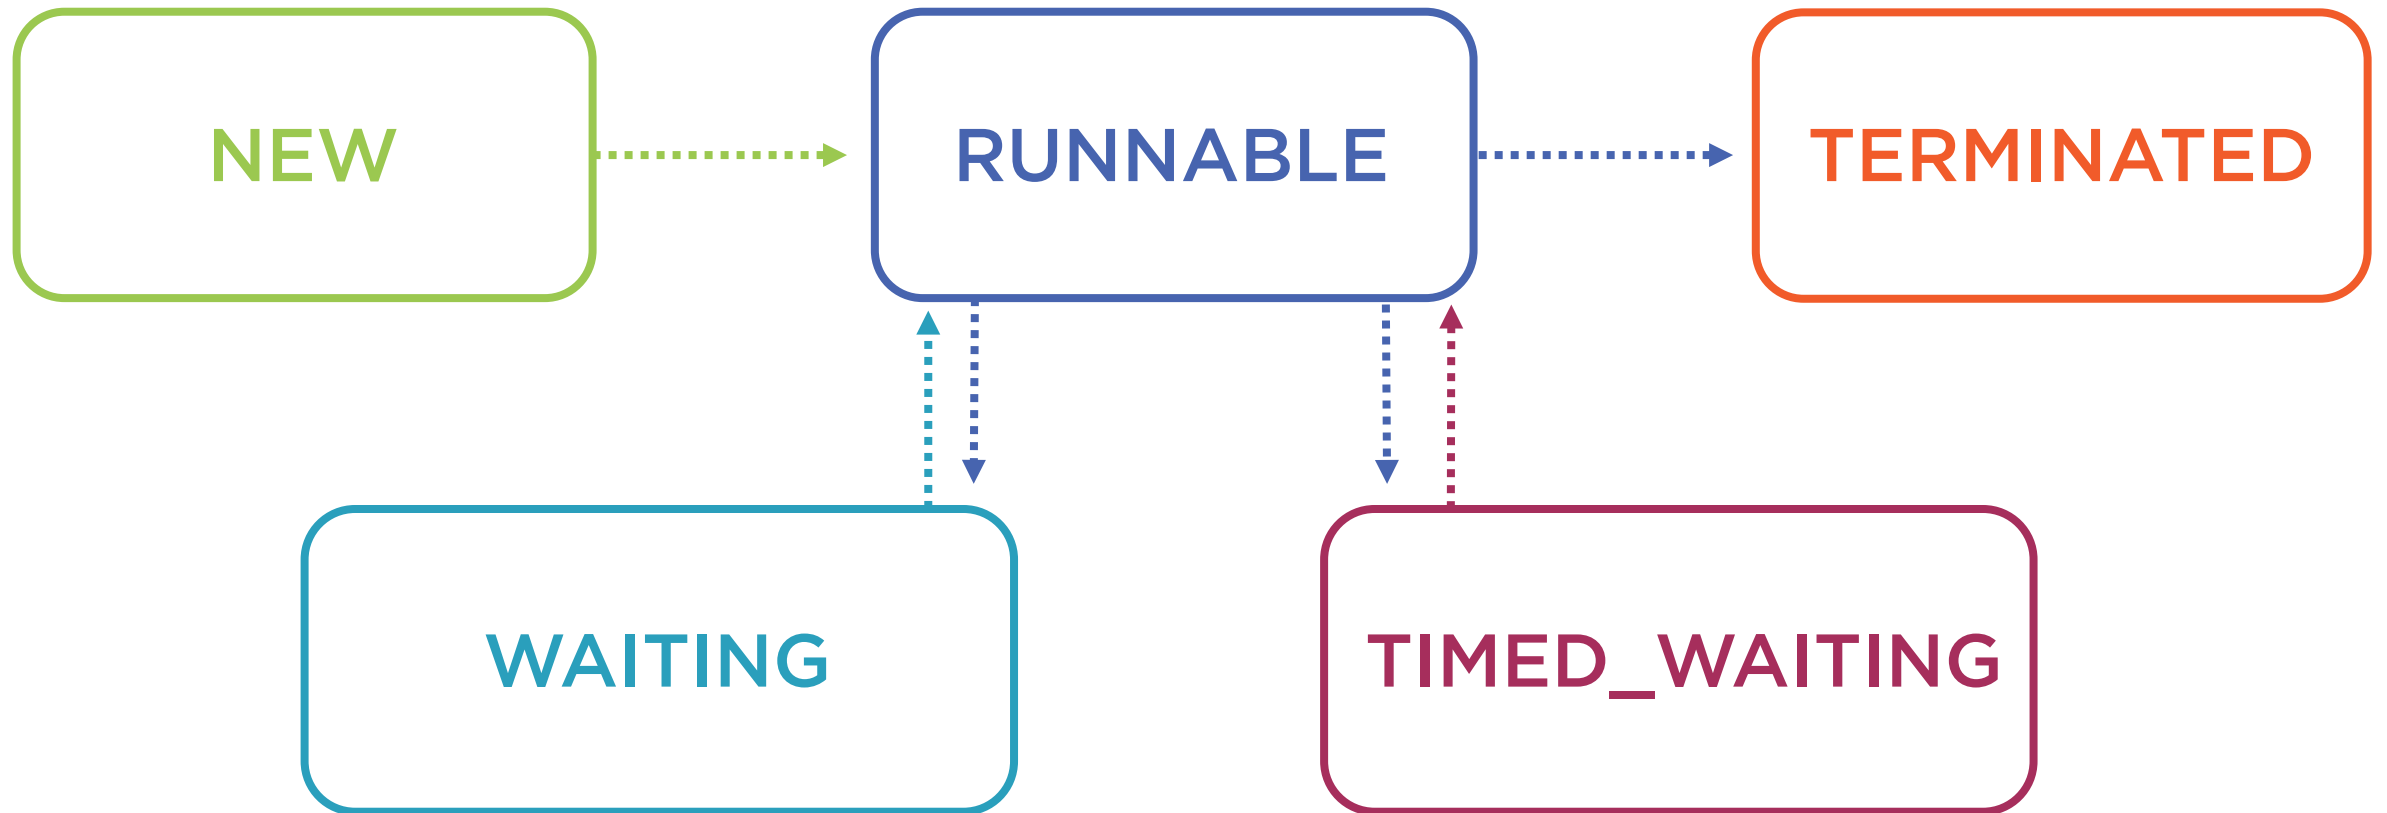 NEW
RUNNABLE
TERMINATED
WAITING
TIMED_WAITING